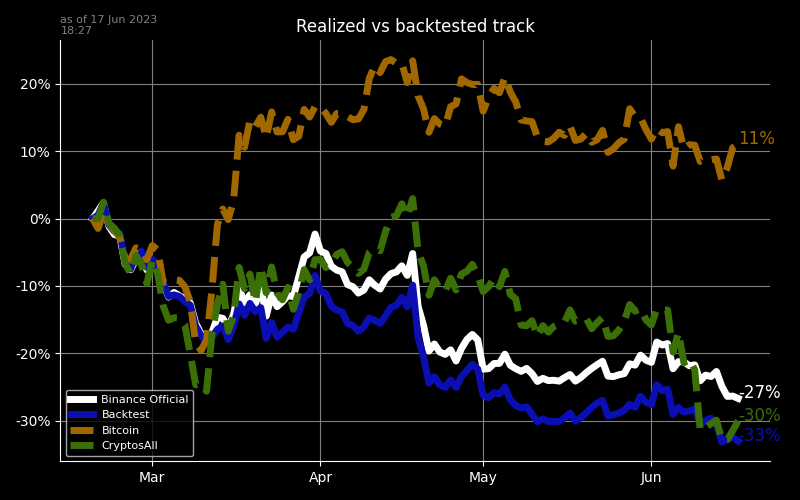 as of 17 Jun 2023
18:27
Realized vs backtested track
20%
10%
0%
-10%
-20%
-30%
11%
-27%
-30%
-33%
Binance Official
Backtest
Bitcoin
CryptosAll
Mar
Apr
May
Jun